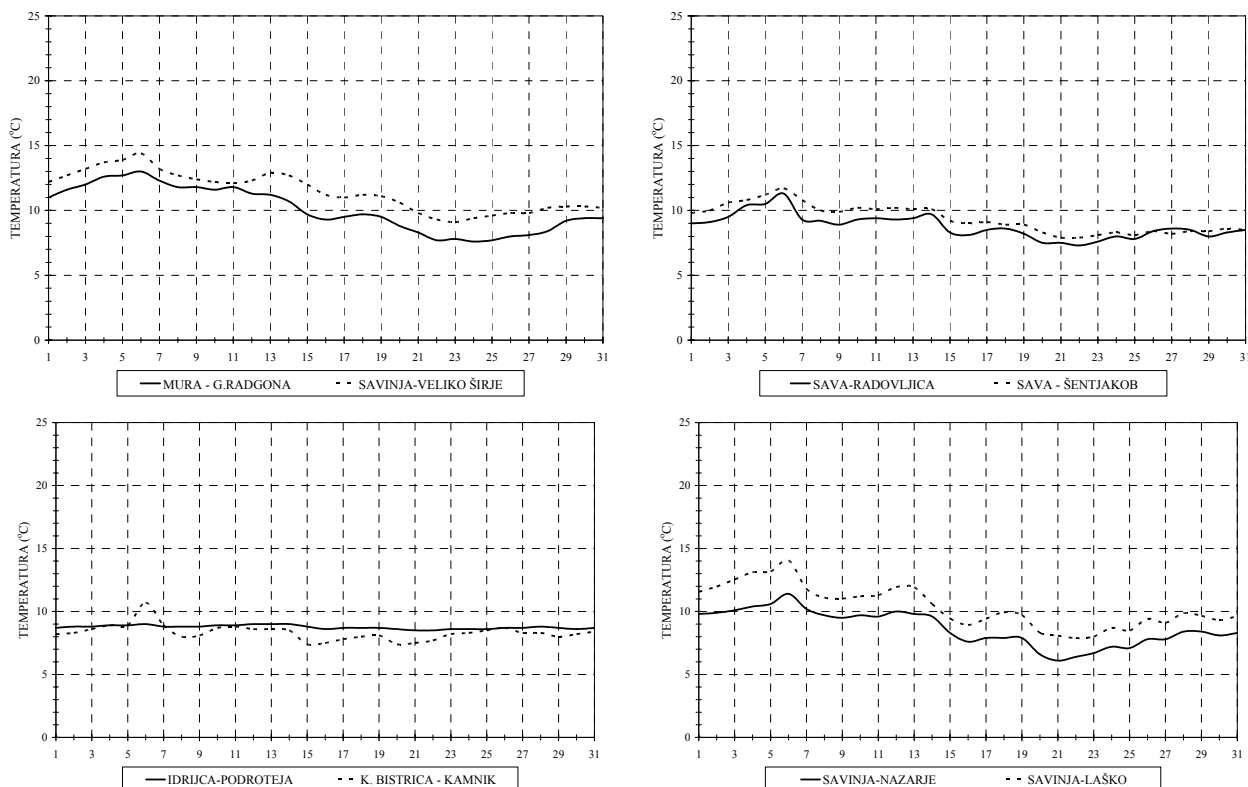 25
20
15
10
5
0
TEMPERATURA (°C)
1 3 5 7 9 11 13 15 17 19 21 23 25 27 29 31
MURA - G.RADGONA SAVINJA-VELIKO ŠIRJE
25
20
15
10
5
0
TEMPERATURA (°C)
1 3 5 7 9 11 13 15 17 19 21 23 25 27 29 31
SAVA-RADOVLJICA SAVA - ŠENTJAKOB
25
20
15
10
5
0
TEMPERATURA (°C)
1 3 5 7 9 11 13 15 17 19 21 23 25 27 29 31
IDRIJCA-PODROTEJA K. BISTRICA - KAMNIK
25
20
15
10
5
0
TEMPERATURA (°C)
1 3 5 7 9 11 13 15 17 19 21 23 25 27 29 31
SAVINJA-NAZARJE SAVINJA-LAŠKO